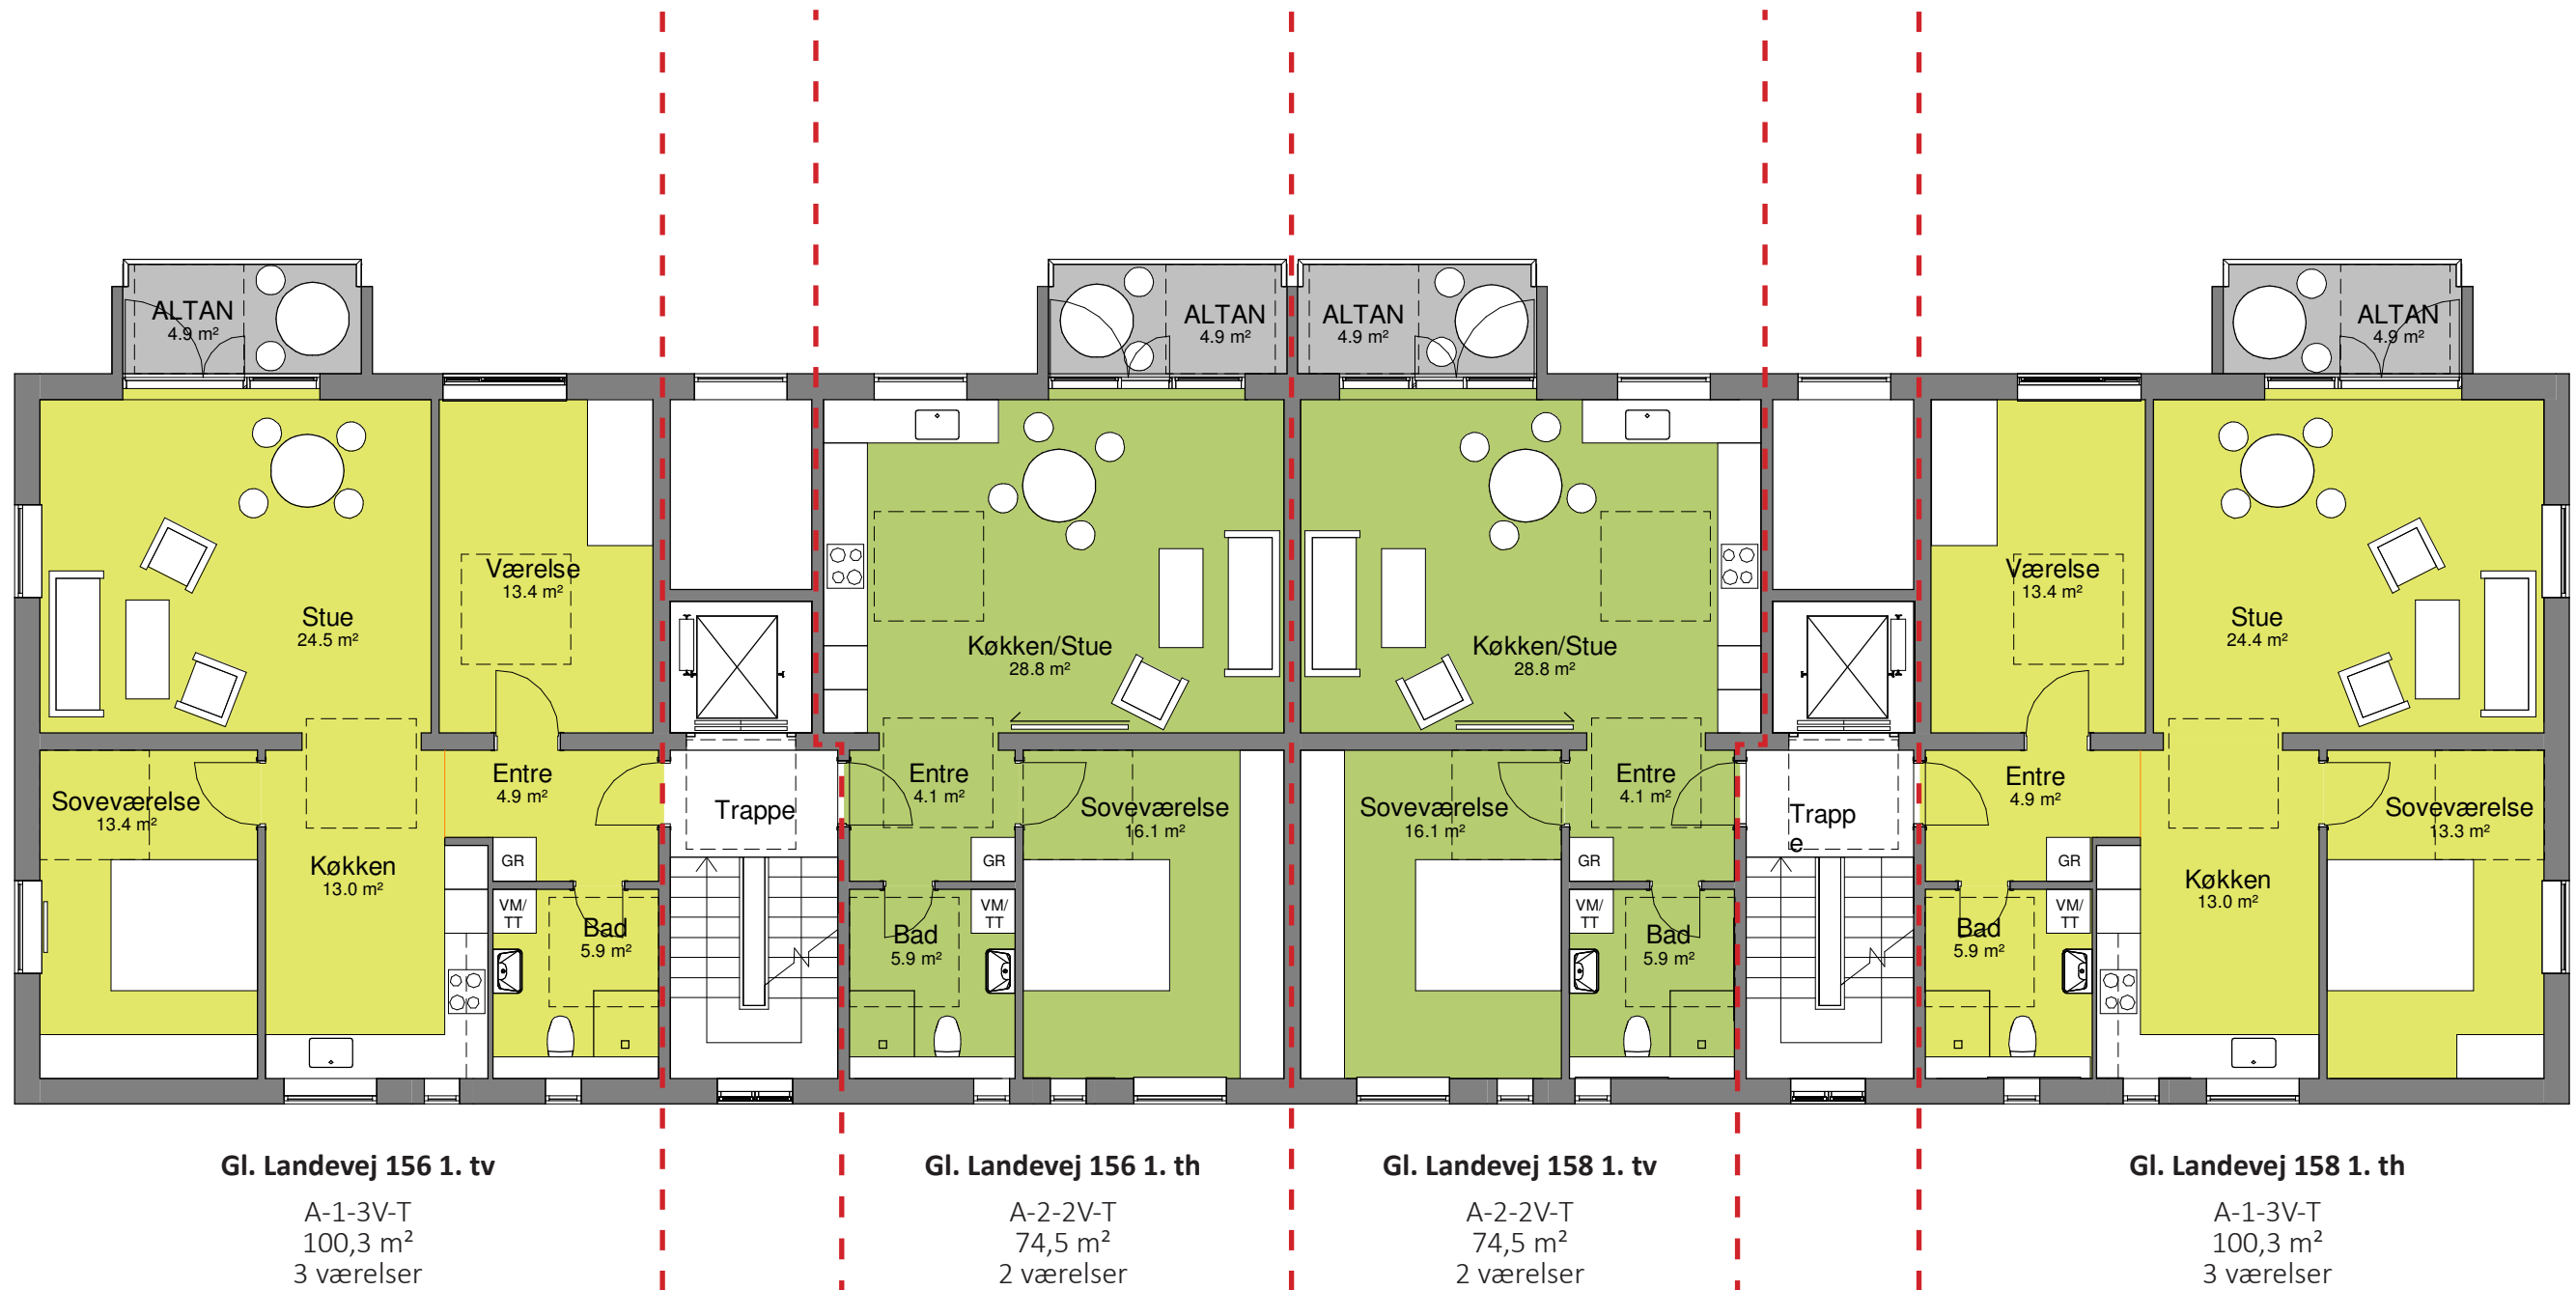 ALTAN
4.9 m²
ALTAN
4.9 m²
ALTAN
4.9 m²
ALTAN
4.9 m²
Stue
24.5 m²
Værelse
13.4 m²
Køkken/Stue
28.8 m²
Køkken/Stue
28.8 m²
Værelse
13.4 m²
Stue
24.4 m²
Soveværelse
13.4 m²
Køkken
13.0 m²
Entre
4.9 m²
GR
VM/
TT
Bad
5.9 m²
Trappe
Entre
4.1 m²
GR
VM/
TT
Bad
5.9 m²
Soveværelse
16.1 m²
Soveværelse
16.1 m²
Entre
4.1 m²
GR
VM/
TT
Bad
5.9 m²
Trapp
e
Entre
4.9 m²
GR
VM/
TT
Bad
5.9 m²
Køkken
13.0 m²
Soveværelse
13.3 m²
Gl. Landevej 156 1. tv
A-1-3V-T
100,3 m²
3 værelser
Gl. Landevej 156 1. th
A-2-2V-T
74,5 m²
2 værelser
Gl. Landevej 158 1. tv
A-2-2V-T
74,5 m²
2 værelser
Gl. Landevej 158 1. th
A-1-3V-T
100,3 m²
3 værelser